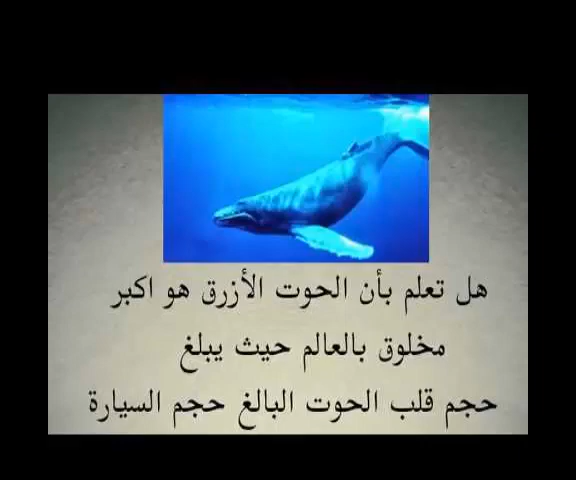 هل تعلم بأن الحوت الأزرق هو اكبر
مخلوق بالعالم حيث يبلغ
حجم قلب الحوت البالغ حجم السيارة